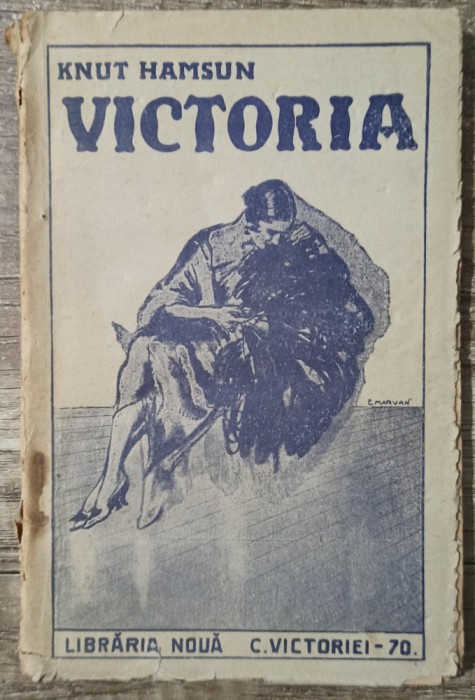 KNUT HAMSUN
VICTORIA
E. MARVAN
LIBRĂRIA NOUĂ C. VICTORIEI - 70.